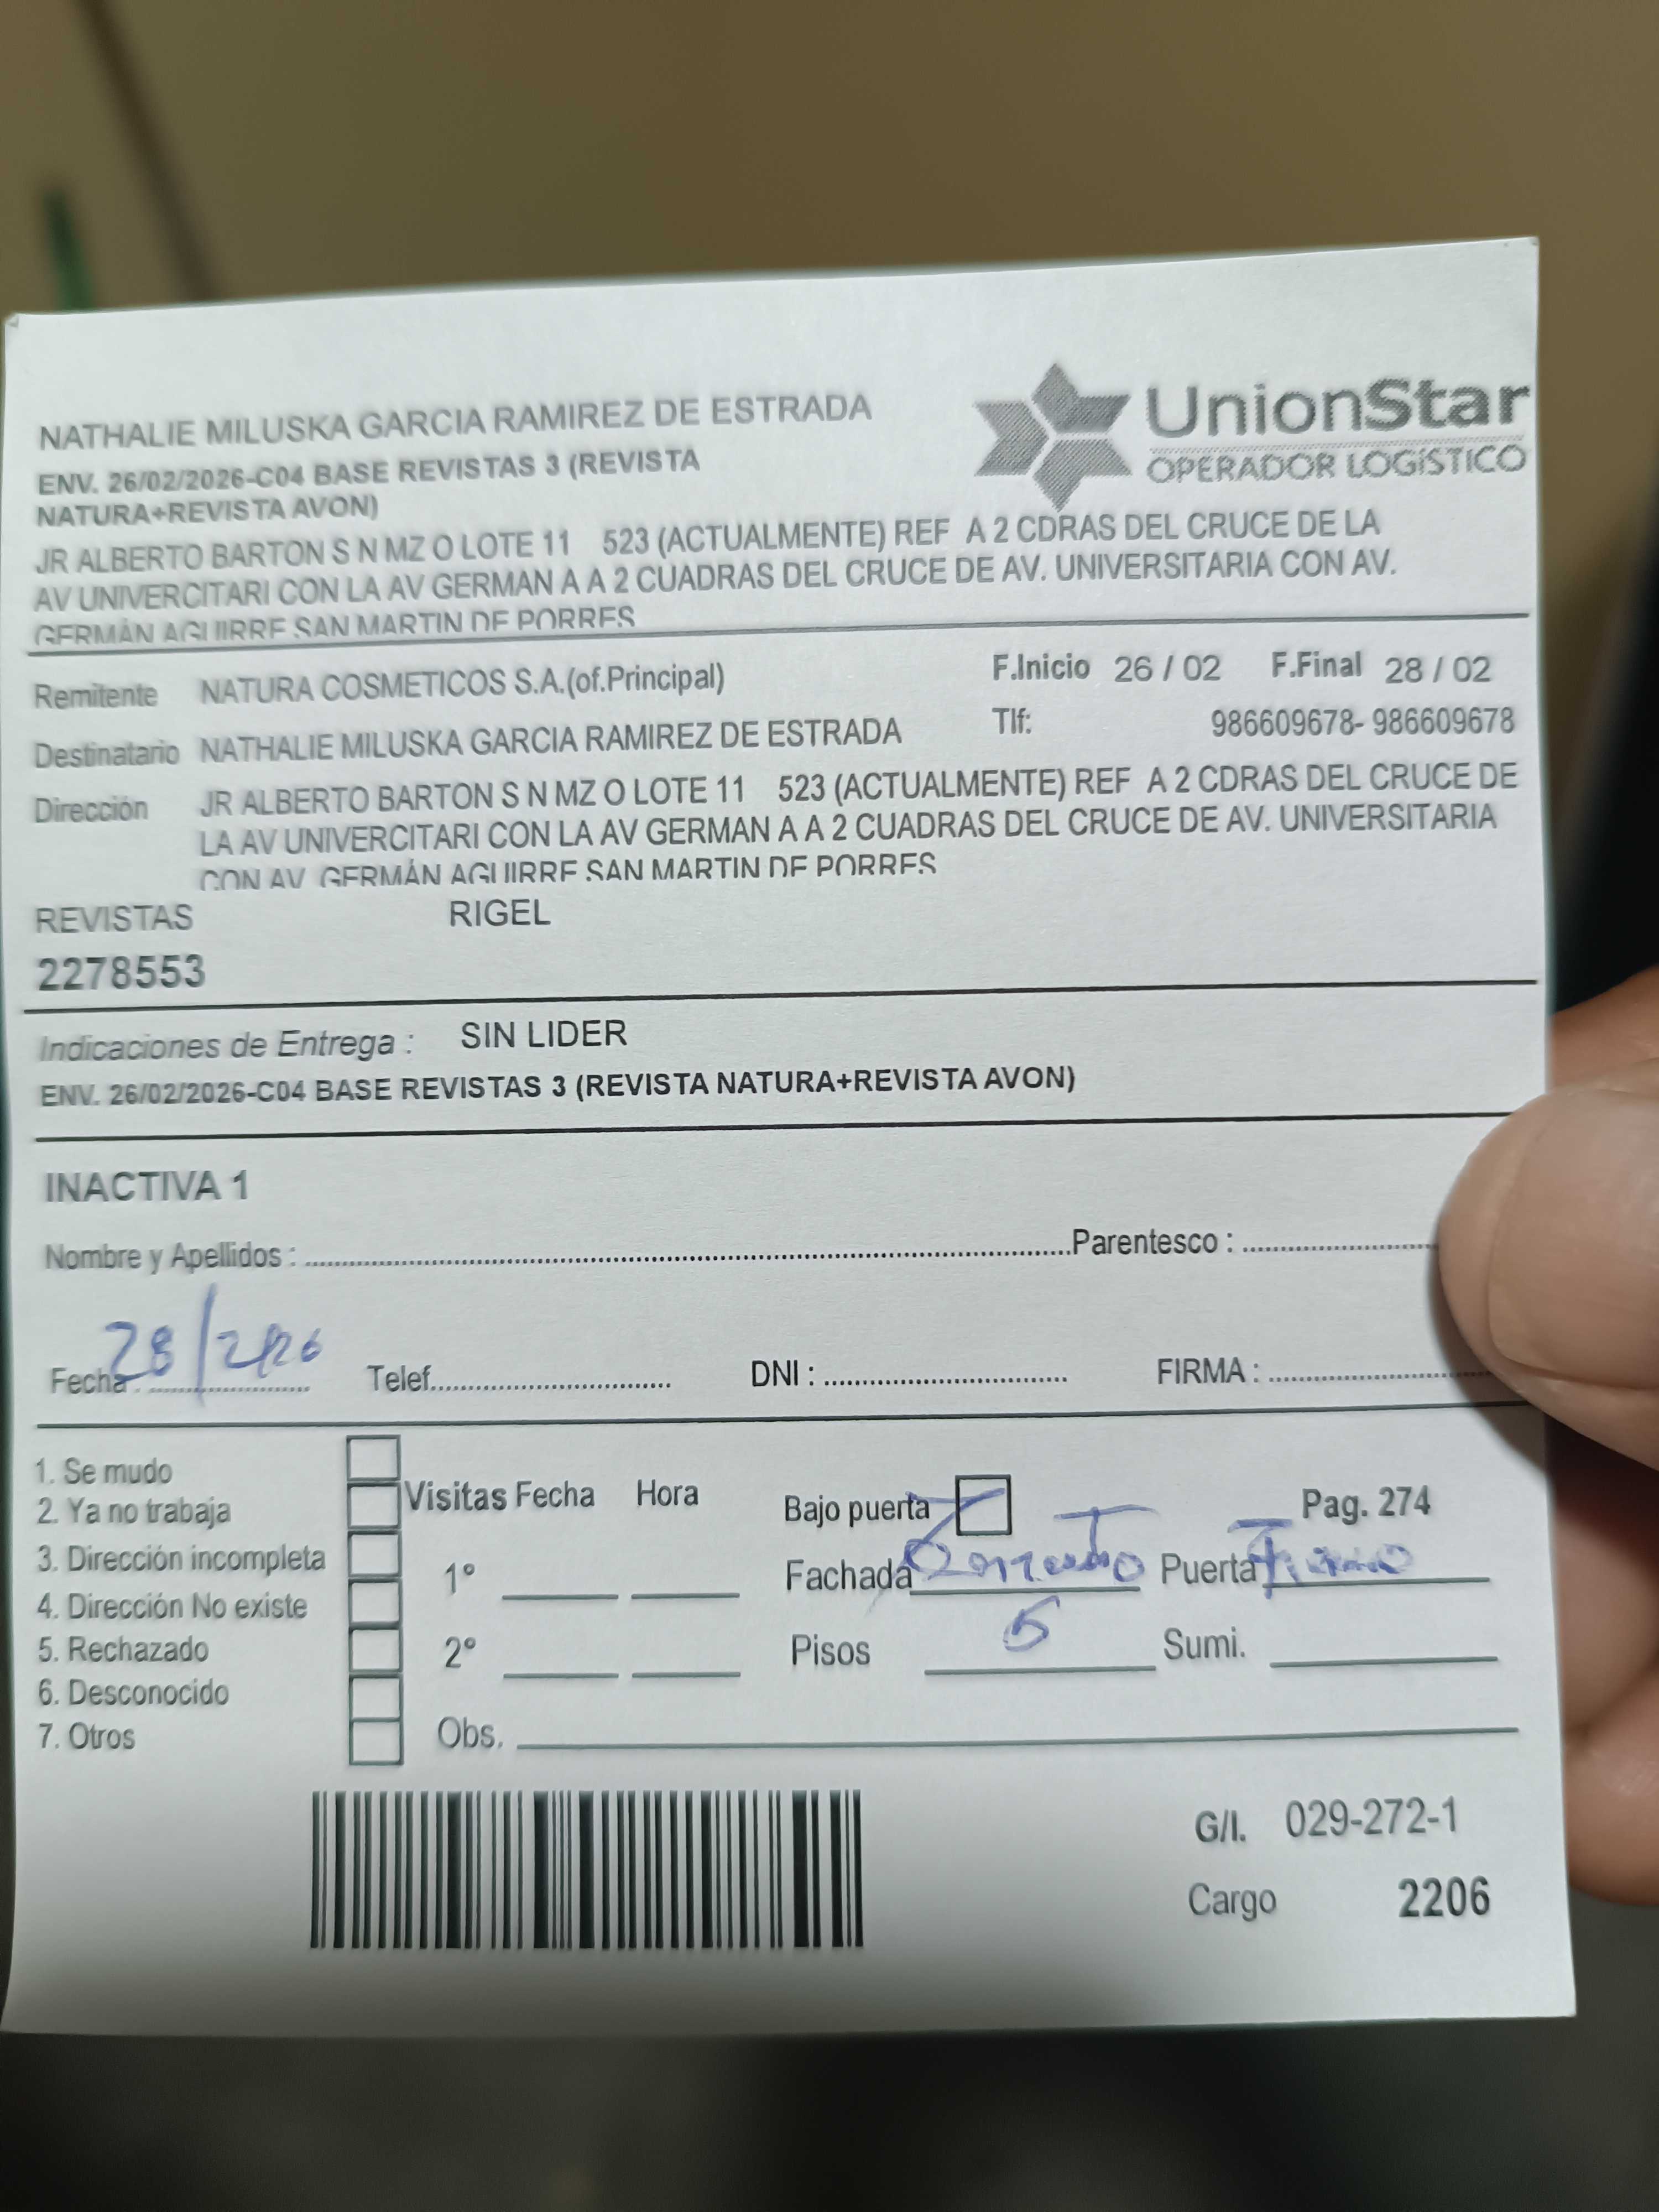 NATHALIE MILUSKA GARCIA RAMIREZ DE ESTRADA
UnionStar
OPERADOR LOGÍSTICO
ENV. 26/02/2026-C04 BASE REVISTAS 3 (REVISTA
NATURA+REVISTA AVON)
JR ALBERTO BARTON S N MZ O LOTE 11 523 (ACTUALMENTE) REF A 2 CDRAS DEL CRUCE DE LA
AV UNIVERCITARI CON LA AV GERMAN A A 2 CUADRAS DEL CRUCE DE AV. UNIVERSITARIA CON AV.
GERMÁN AGUIRRE SAN MARTIN DE PORRES
Remitente NATURA COSMETICOS S.A.(of.Principal) F.Inicio 26 / 02 F.Final 28 / 02
Destinatario NATHALIE MILUSKA GARCIA RAMIREZ DE ESTRADA Tlf: 986609678- 986609678
Dirección JR ALBERTO BARTON S N MZ O LOTE 11 523 (ACTUALMENTE) REF A 2 CDRAS DEL CRUCE DE
LA AV UNIVERCITARI CON LA AV GERMAN A A 2 CUADRAS DEL CRUCE DE AV. UNIVERSITARIA
CON AV. GERMÁN AGUIRRE SAN MARTIN DE PORRES
REVISTAS RIGEL
2278553
Indicaciones de Entrega : SIN LIDER
ENV. 26/02/2026-C04 BASE REVISTAS 3 (REVISTA NATURA+REVISTA AVON)
INACTIVA 1
Nombre y Apellidos : Parentesco :
Fecha : 28/2/26 Telef. DNI : FIRMA :
1. Se mudo
2. Ya no trabaja
3. Dirección incompleta
4. Dirección No existe
5. Rechazado
6. Desconocido
7. Otros
Visitas Fecha Hora
1°
2°
Obs.
Bajo puerta Pag. 274
Fachada Puerta
Pisos 5 Sumi.
G/I. 029-272-1
Cargo 2206